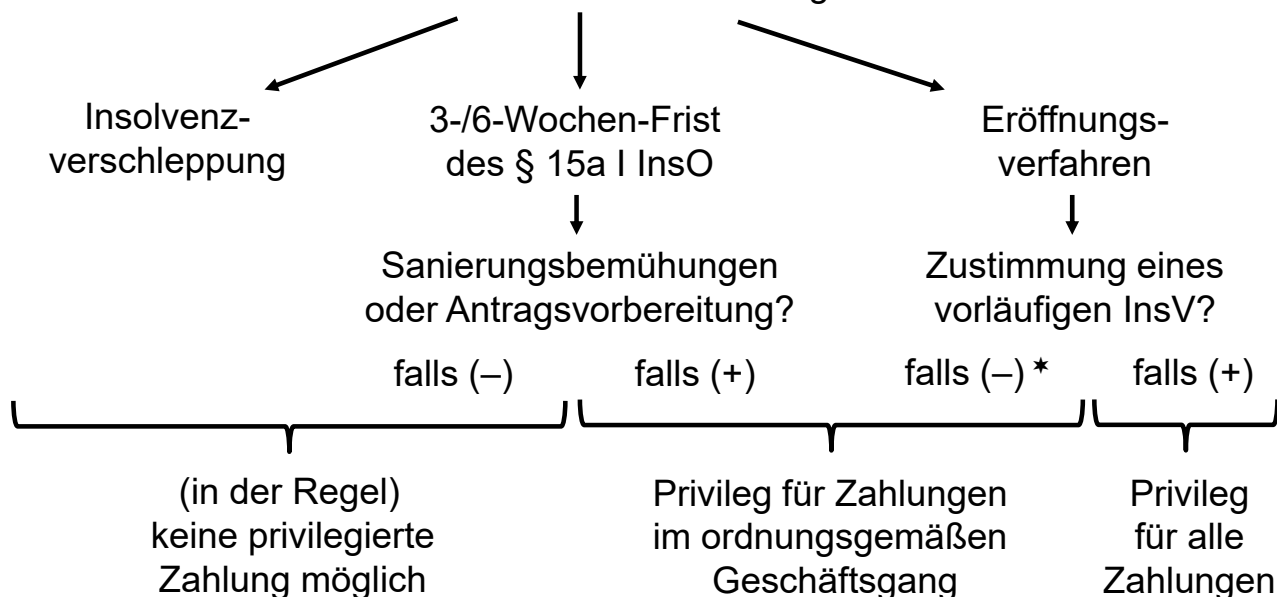 Insolvenz-
verschleppung
3-/6-Wochen-Frist
des § 15a I InsO
Eröffnungs-
verfahren
Sanierungsbemühungen
oder Antragsvorbereitung?
Zustimmung eines
vorläufigen InsV?
falls (–)
falls (+)
falls (–) ★
falls (+)
(in der Regel)
keine privilegierte
Zahlung möglich
Privileg für Zahlungen
im ordnungsgemäßen
Geschäftsgang
Privileg
für alle
Zahlungen